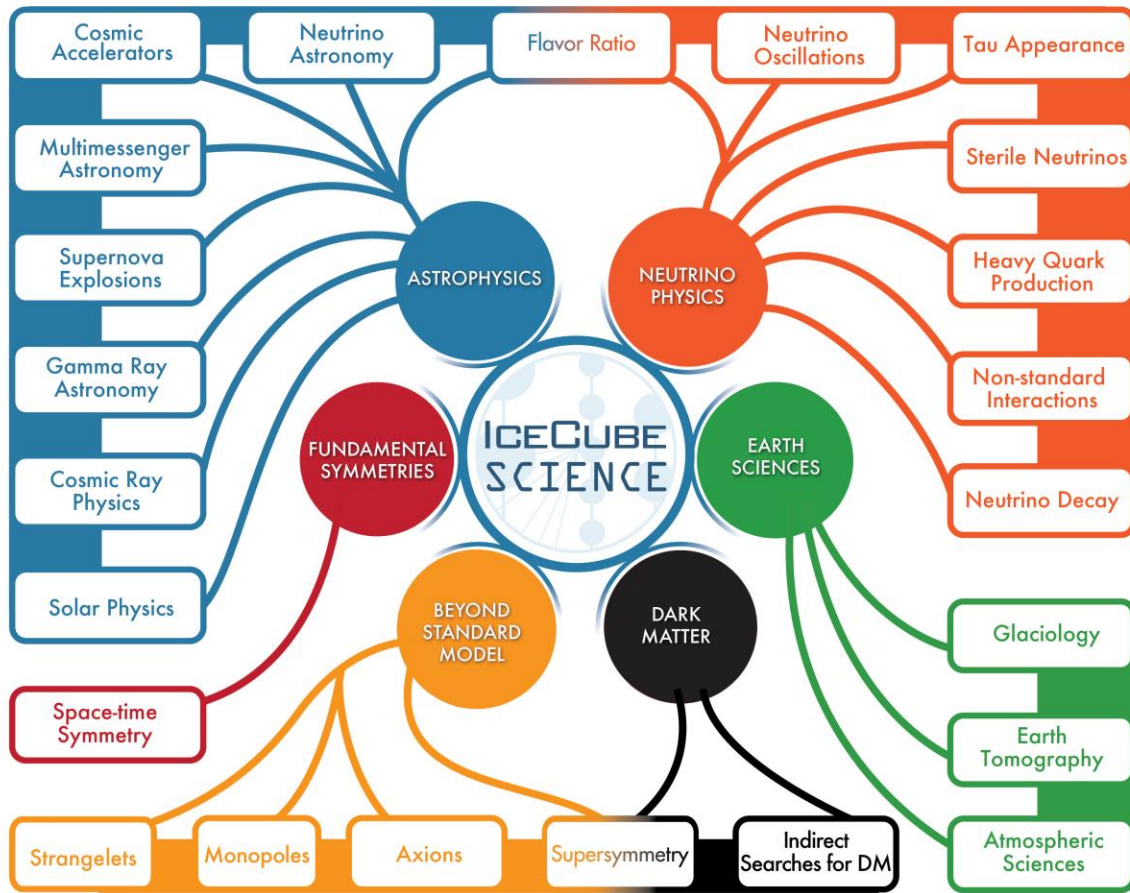 Cosmic
Accelerators
Neutrino
Astronomy
Flavor Ratio
Neutrino
Oscillations
Tau Appearance
Multimessenger
Astronomy
Sterile Neutrinos
Supernova
Explosions
ASTROPHYSICS
NEUTRINO
PHYSICS
Heavy Quark
Production
Gamma Ray
Astronomy
Non-standard
Interactions
FUNDAMENTAL
SYMMETRIES
ICECUBE
SCIENCE
EARTH
SCIENCES
Cosmic Ray
Physics
Neutrino Decay
Solar Physics
BEYOND
STANDARD
MODEL
DARK
MATTER
Glaciology
Space-time
Symmetry
Earth
Tomography
Strangelets
Monopoles
Axions
Supersymmetry
Indirect
Searches for DM
Atmospheric
Sciences